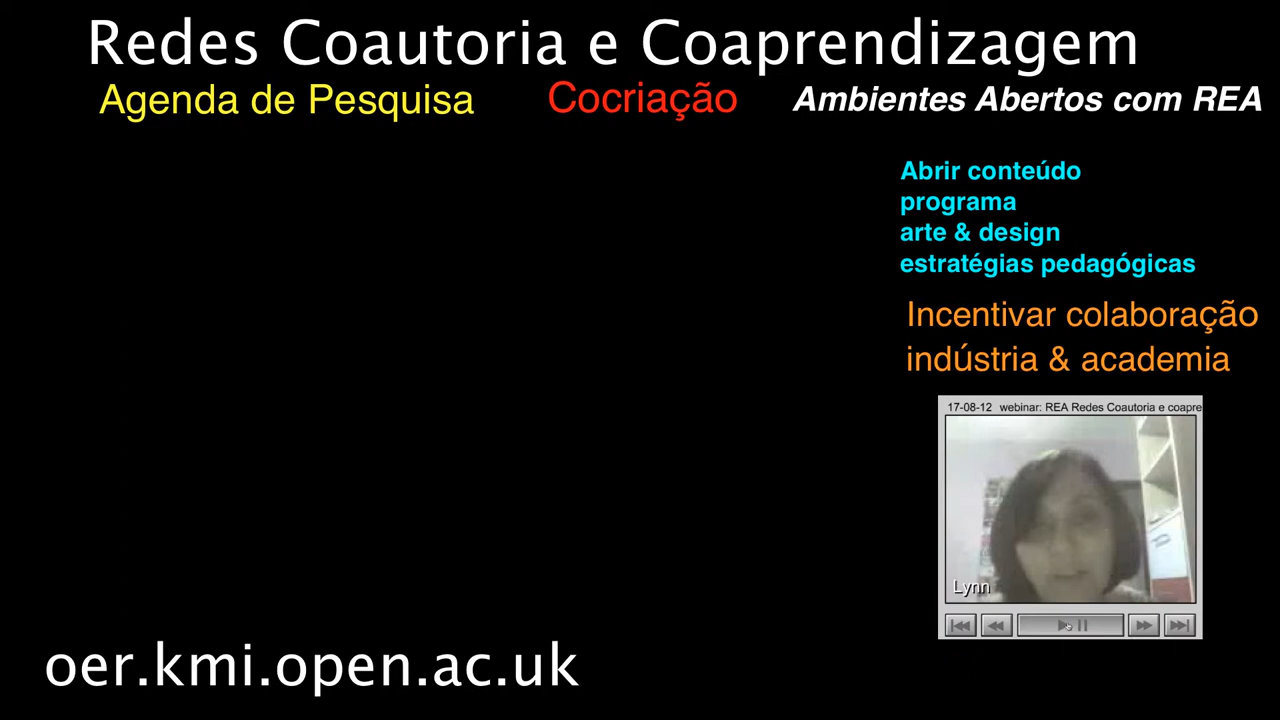 Redes Coautoria e Coaprendizagem
Agenda de Pesquisa Cocriação Ambientes Abertos com REA
Abrir conteúdo
programa
arte & design
estratégias pedagógicas
Incentivar colaboração
indústria & academia
17-08-12 webinar: REA Redes Coautoria e coapre
Lynn
oer.kmi.open.ac.uk